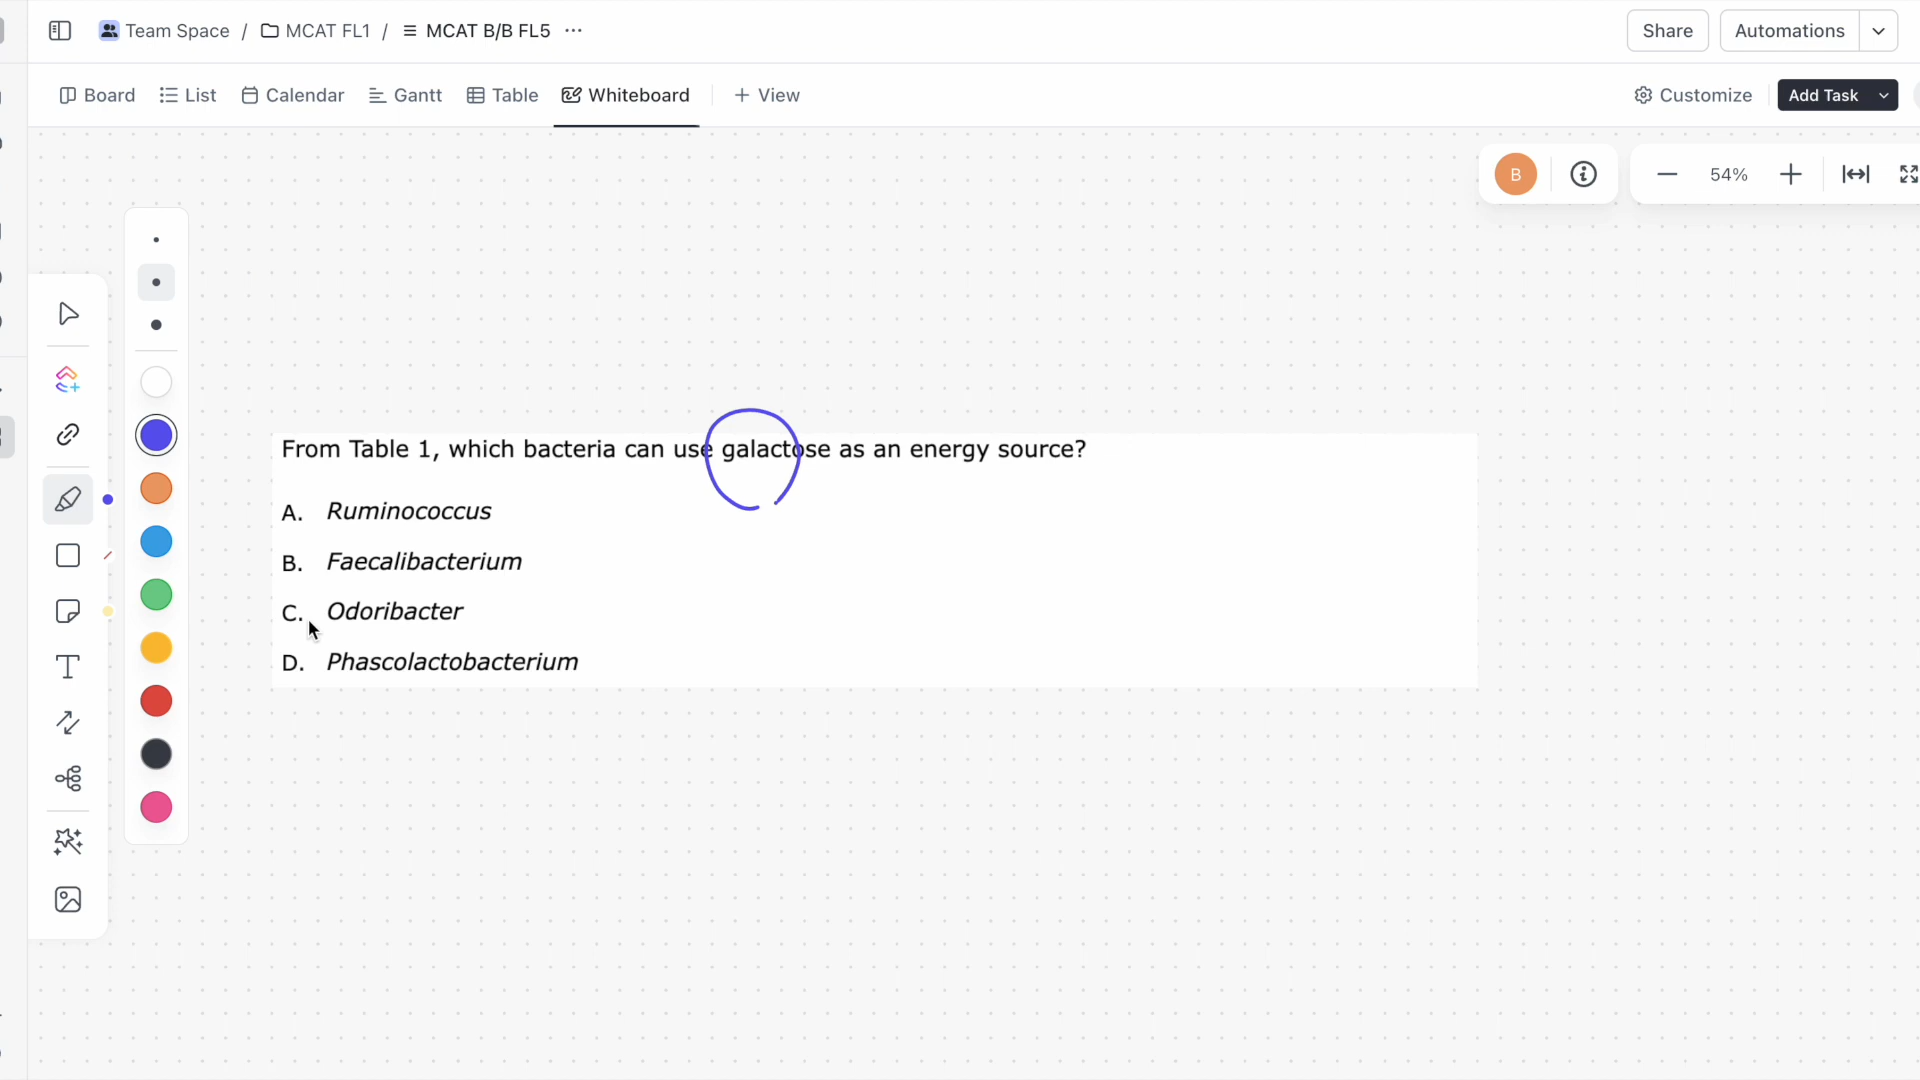 Team Space / MCAT FL1 / MCAT B/B FL5 ...
Share
Automations
Board
List
Calendar
Gantt
Table
Whiteboard
+ View
Customize
Add Task
B
54%
From Table 1, which bacteria can use galactose as an energy source?
A. Ruminococcus
B. Faecalibacterium
C. Odoribacter
D. Phascolactobacterium